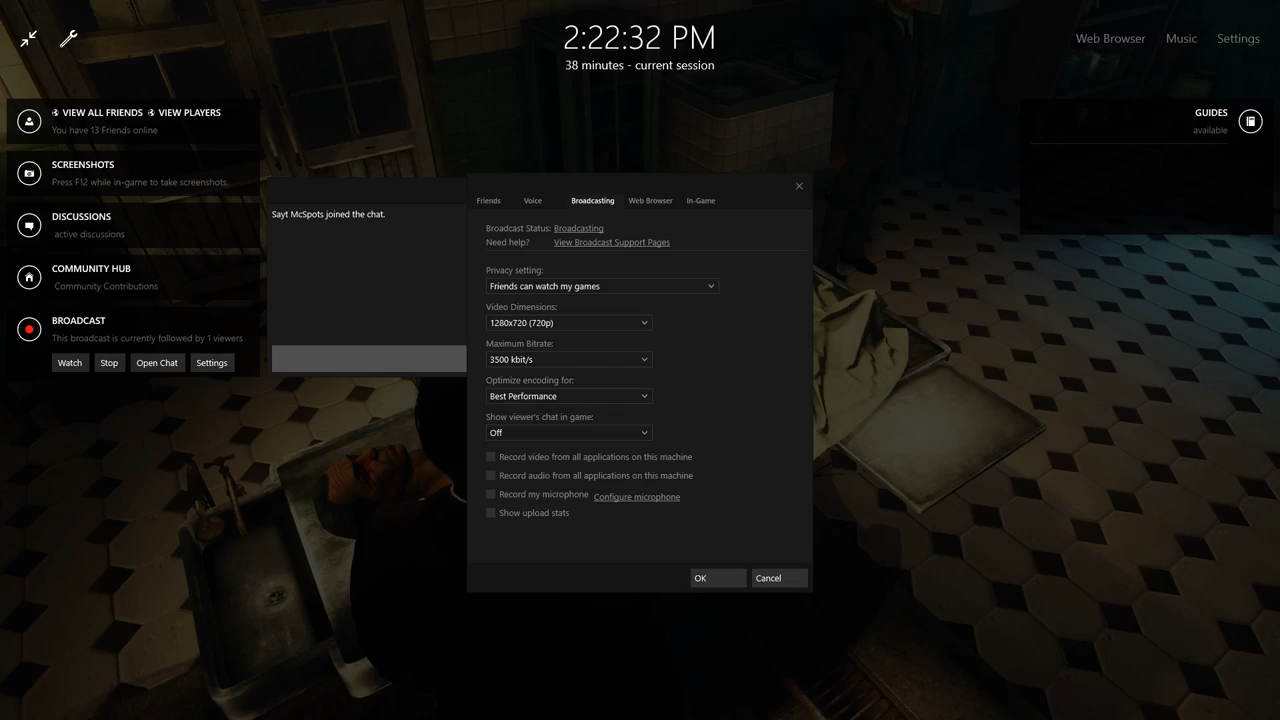 2:22:32 PM
38 minutes - current session
Web Browser Music Settings
VIEW ALL FRIENDS VIEW PLAYERS
You have 13 Friends online
SCREENSHOTS
Press F12 while in-game to take screenshots.
DISCUSSIONS
active discussions
COMMUNITY HUB
Community Contributions
BROADCAST
This broadcast is currently followed by 1 viewers
Watch Stop Open Chat Settings
Sayt McSpots joined the chat.
Friends Voice Broadcasting Web Browser In-Game
Broadcast Status: Broadcasting
Need help? View Broadcast Support Pages
Privacy setting:
Friends can watch my games
Video Dimensions:
1280x720 (720p)
Maximum Bitrate:
3500 kbit/s
Optimize encoding for:
Best Performance
Show viewer's chat in game:
Off
Record video from all applications on this machine
Record audio from all applications on this machine
Record my microphone Configure microphone
Show upload stats
OK Cancel
GUIDES
available